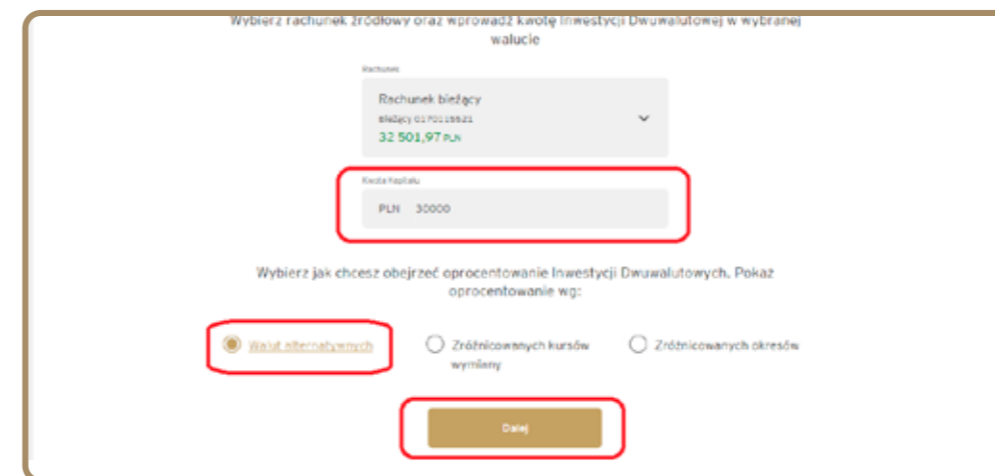 Wybierz rachunek źródłowy oraz wprowadź kwotę Inwestycji Dwuwalutowej w wybranej
walucie
Rachunek
Rachunek bieżący
Bieżący
32 501,97 PLN
Kwota Kapitału
PLN 30000
Wybierz jak chcesz obejrzeć oprocentowanie Inwestycji Dwuwalutowych. Pokaż
oprocentowanie wg:
Walut alternatywnych
Zróżnicowanych kursów
wymiany
Zróżnicowanych okresów
Dalej